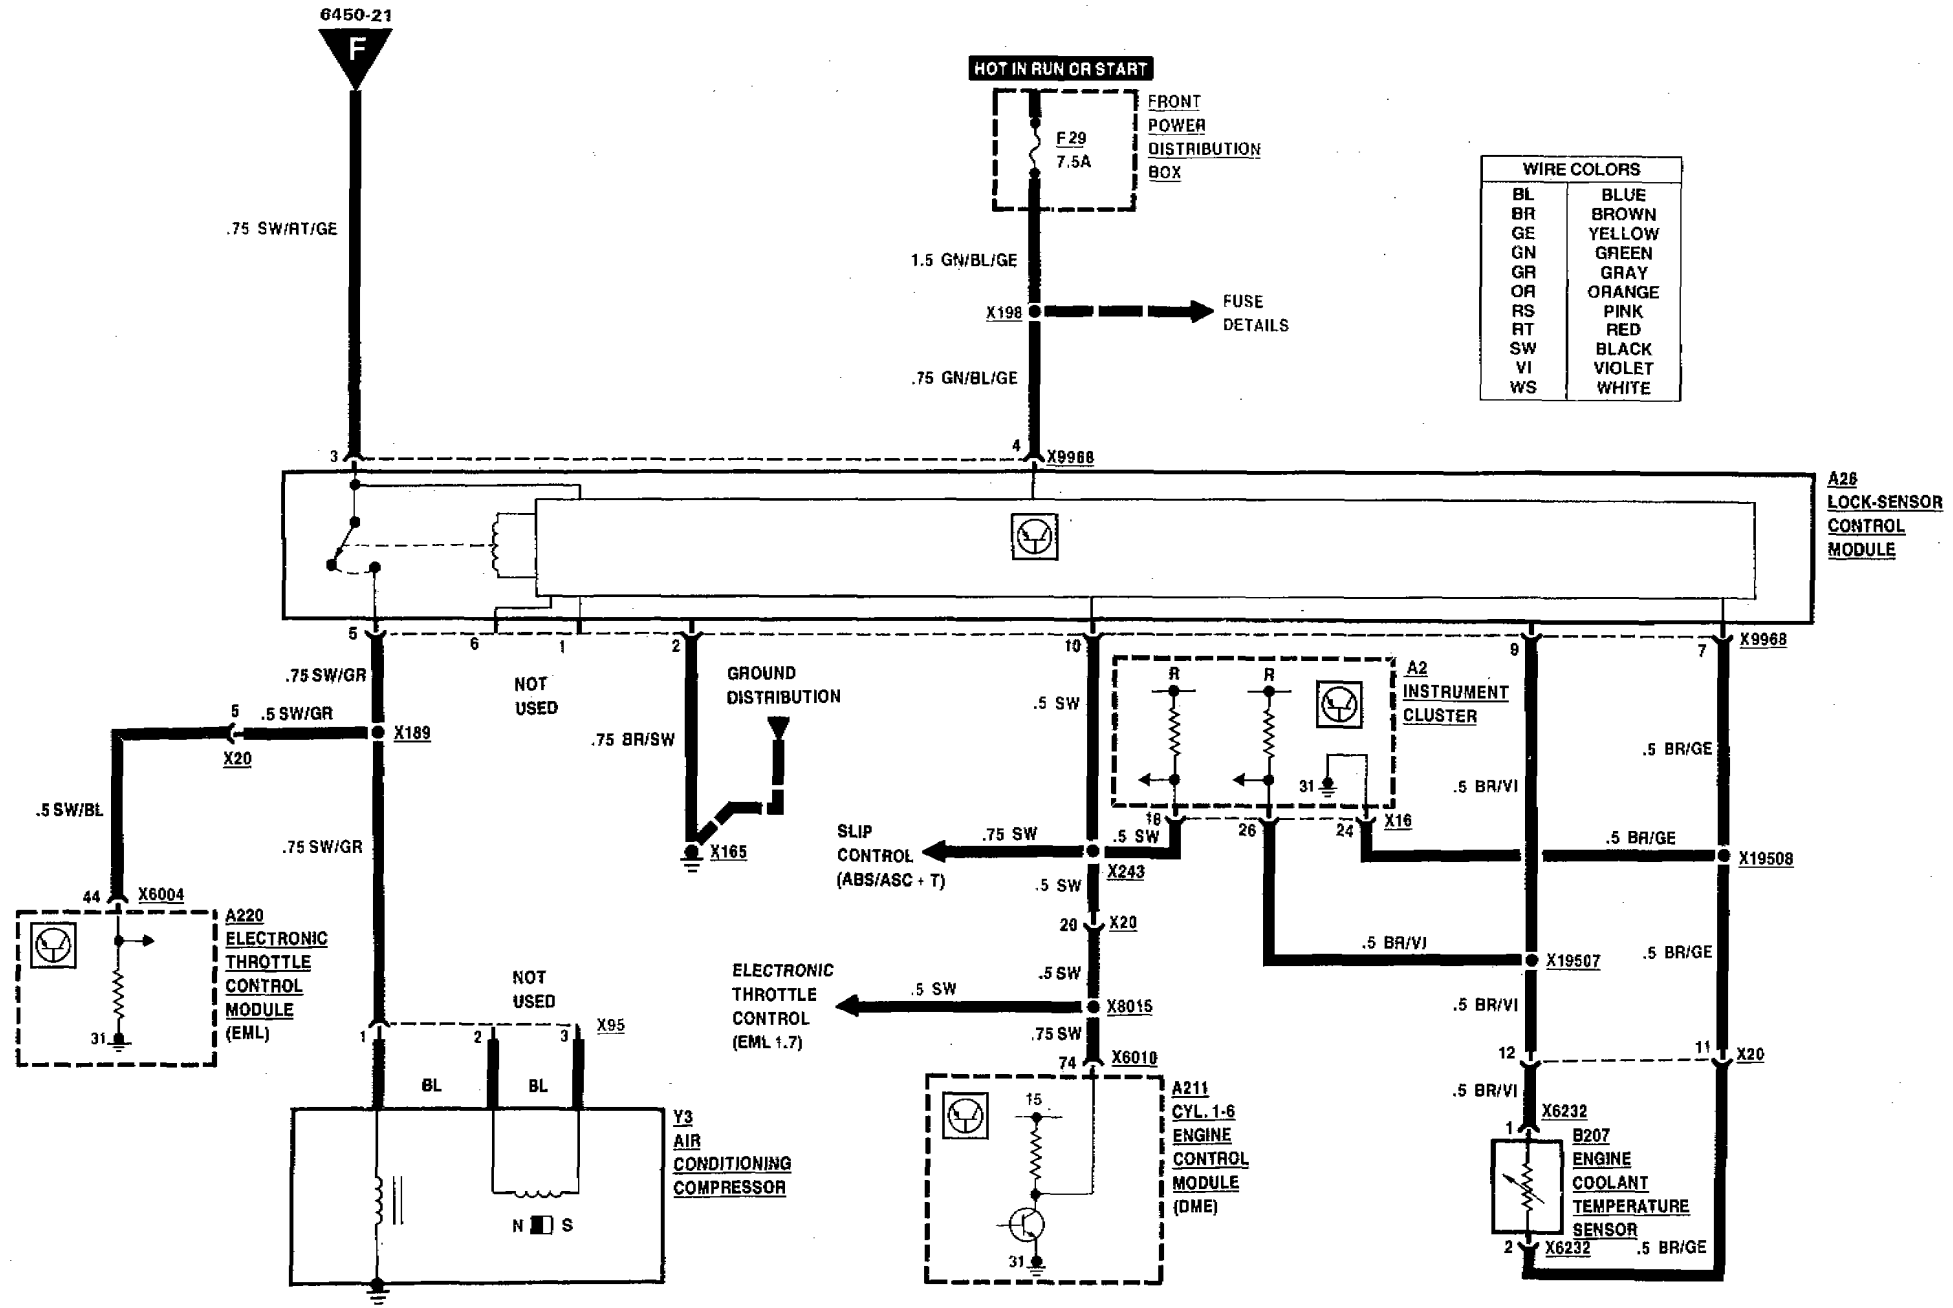 6450-21
F
HOT IN RUN OR START
FRONT
POWER
DISTRIBUTION
BOX
F29
7.5A
WIRE COLORS
BL BLUE
BR BROWN
GE YELLOW
GN GREEN
GR GRAY
OR ORANGE
RS PINK
RT RED
SW BLACK
VI VIOLET
WS WHITE
.75 SW/RT/GE
1.5 GN/BL/GE
X198
FUSE
DETAILS
.75 GN/BL/GE
3
4
X9968
A28
LOCK-SENSOR
CONTROL
MODULE
5
6
1
2
10
9
7
X9968
.75 SW/GR
NOT
USED
GROUND
DISTRIBUTION
.5 SW
R
R
A2
INSTRUMENT
CLUSTER
5
.5 SW/GR
X189
X20
.75 BR/SW
.5 BR/GE
.5 BR/VI
31
.5 SW/BL
.75 SW/GR
X165
SLIP
CONTROL
(ABS/ASC + T)
.75 SW
.5 SW
18
26
24
X16
X243
.5 BR/GE
X19508
.5 SW
44
X6004
A220
ELECTRONIC
THROTTLE
CONTROL
MODULE
(EML)
31
20
X20
.5 BR/VI
X19507
.5 BR/GE
ELECTRONIC
THROTTLE
CONTROL
(EML 1.7)
.5 SW
.5 SW
X8015
.5 BR/VI
NOT
USED
1
2
3
X95
.75 SW
74
X6010
12
11
X20
BL
BL
.5 BR/VI
Y3
AIR
CONDITIONING
COMPRESSOR
N S
15
31
A211
CYL. 1-6
ENGINE
CONTROL
MODULE
(DME)
X6232
1
B207
ENGINE
COOLANT
TEMPERATURE
SENSOR
2
X6232
.5 BR/GE